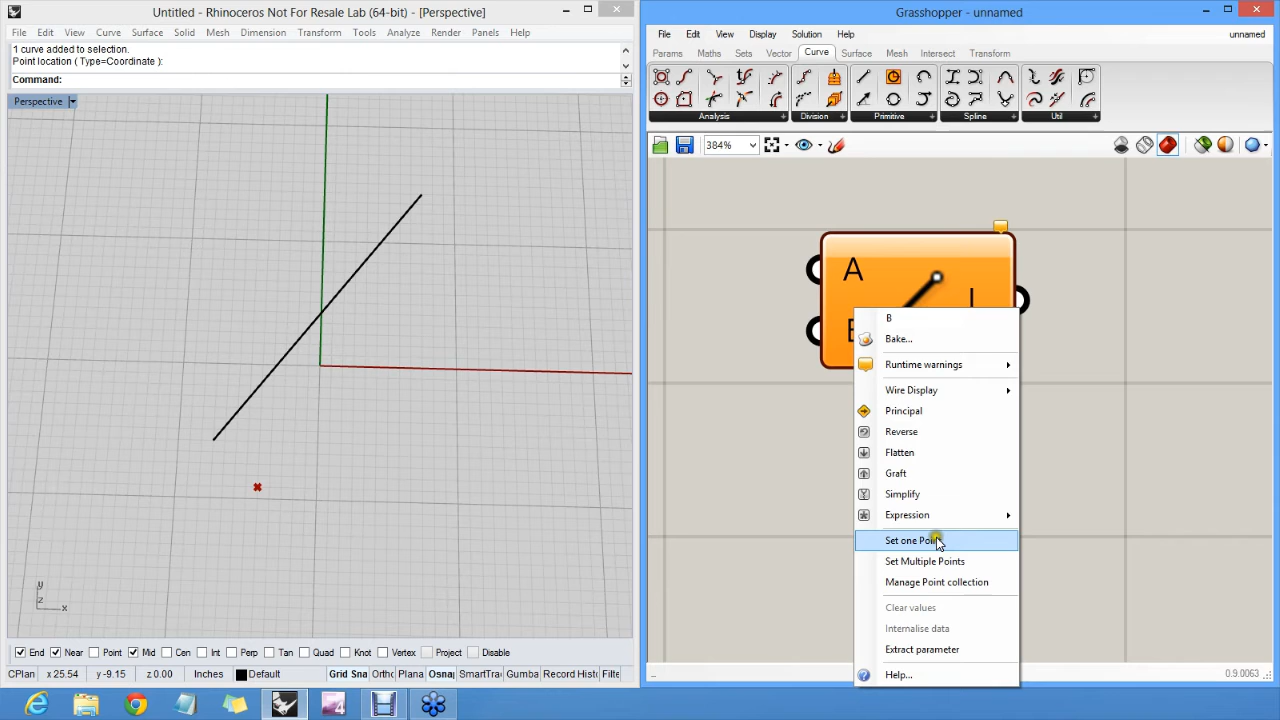 Untitled - Rhinoceros Not For Resale Lab (64-bit) - [Perspective]
File Edit View Curve Surface Solid Mesh Dimension Transform Tools Analyze Render Panels Help
1 curve added to selection.
Point location ( Type=Coordinate ):
Command:
Perspective
y
z
x
End Near Point Mid Cen Int Perp Tan Quad Knot Vertex Project Disable
CPlan x 25.54 y -9.15 z 0.00 Inches Default Grid Sna Ortho Plana Osnap SmartTrac Gumba Record Histo Filte
Grasshopper - unnamed
File Edit View Display Solution Help unnamed
Params Maths Sets Vector Curve Surface Mesh Intersect Transform
Analysis Division Primitive Spline Util
384%
A
B
Bake...
Runtime warnings
Wire Display
Principal
Reverse
Flatten
Graft
Simplify
Expression
Set one Poi
Set Multiple Points
Manage Point collection
Clear values
Internalise data
Extract parameter
Help...
0.9.0063